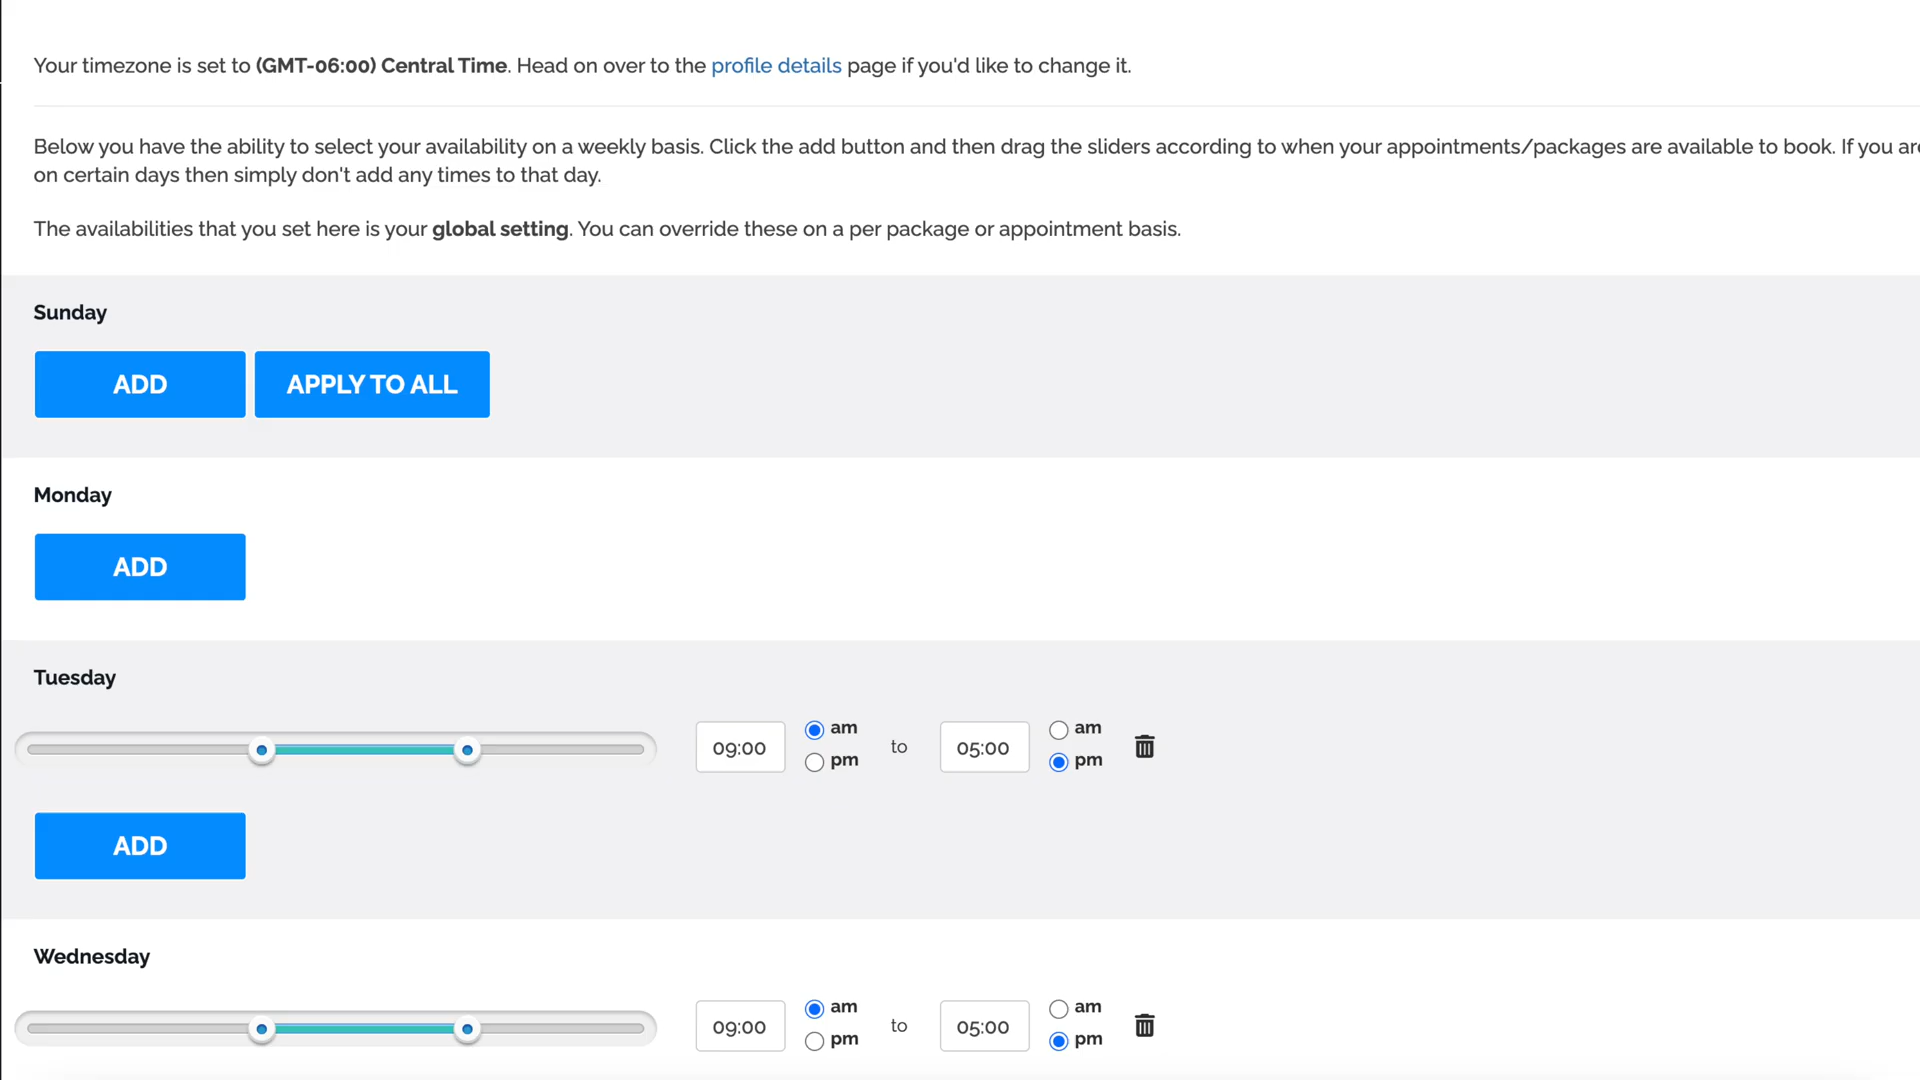 Your timezone is set to (GMT-06:00) Central Time. Head on over to the profile details page if you'd like to change it.
Below you have the ability to select your availability on a weekly basis. Click the add button and then drag the sliders according to when your appointments/packages are available to book. If you are
on certain days then simply don't add any times to that day.
The availabilities that you set here is your global setting. You can override these on a per package or appointment basis.
Sunday
ADD APPLY TO ALL
Monday
ADD
Tuesday
09:00 am pm to 05:00 am pm
ADD
Wednesday
09:00 am pm to 05:00 am pm